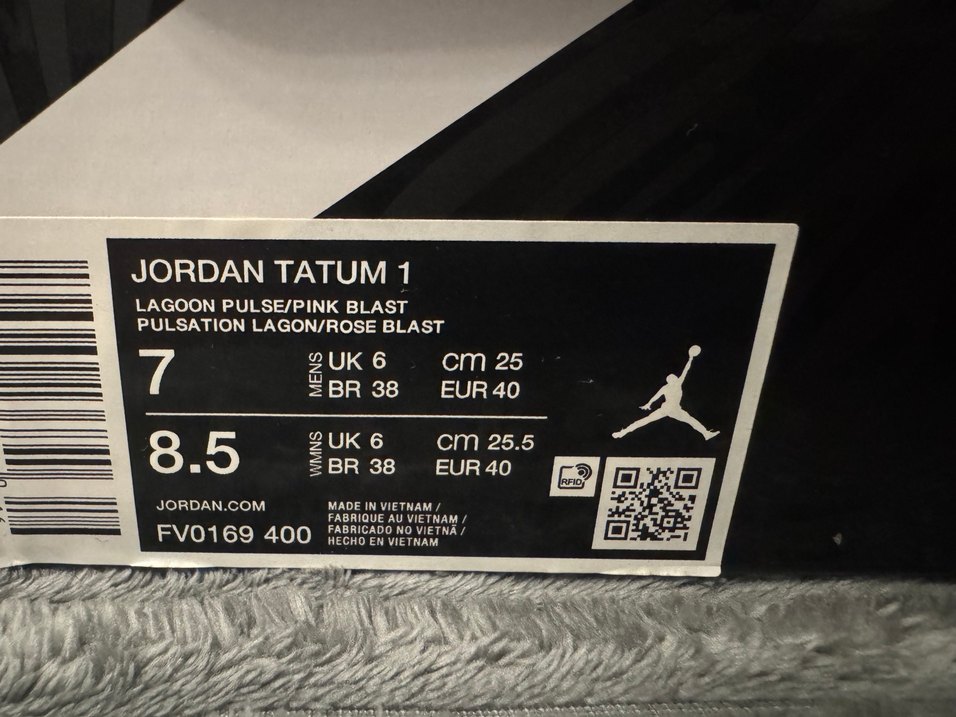 JORDAN TATUM 1
LAGOON PULSE/PINK BLAST
PULSATION LAGON/ROSE BLAST
7 MENS UK 6 CM 25
BR 38 EUR 40
8.5 WMNS UK 6 CM 25.5
BR 38 EUR 40
RFID
JORDAN.COM
FV0169 400
MADE IN VIETNAM /
FABRIQUE AU VIETNAM /
FABRICADO NO VIETNÃ /
HECHO EN VIETNAM